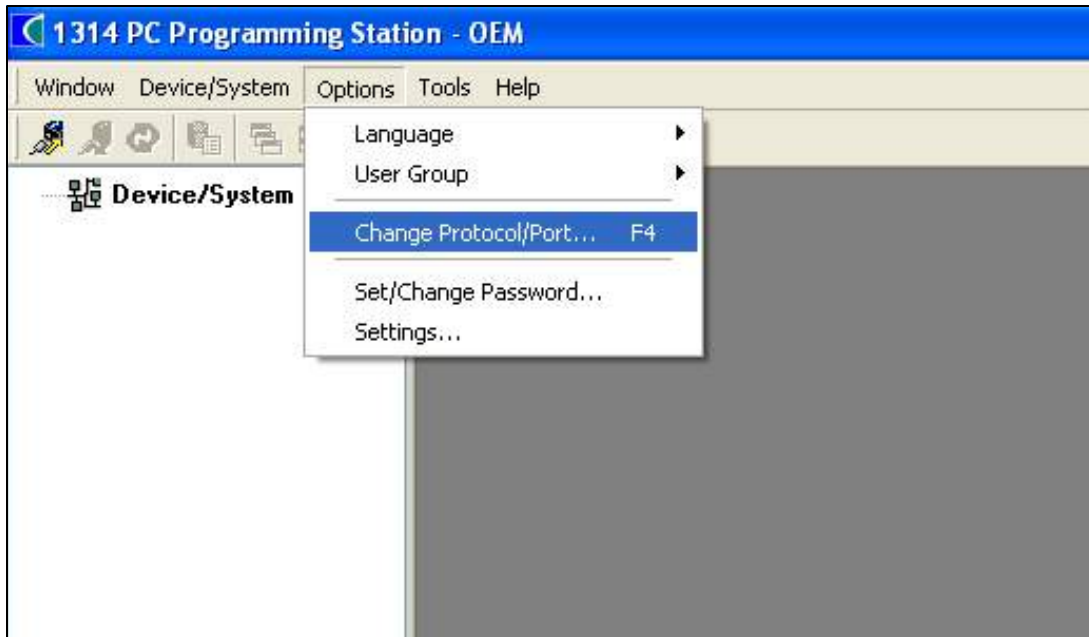 1314 PC Programming Station - OEM
Window Device/System Options Tools Help
Language
User Group
Device/System
Change Protocol/Port... F4
Set/Change Password...
Settings...